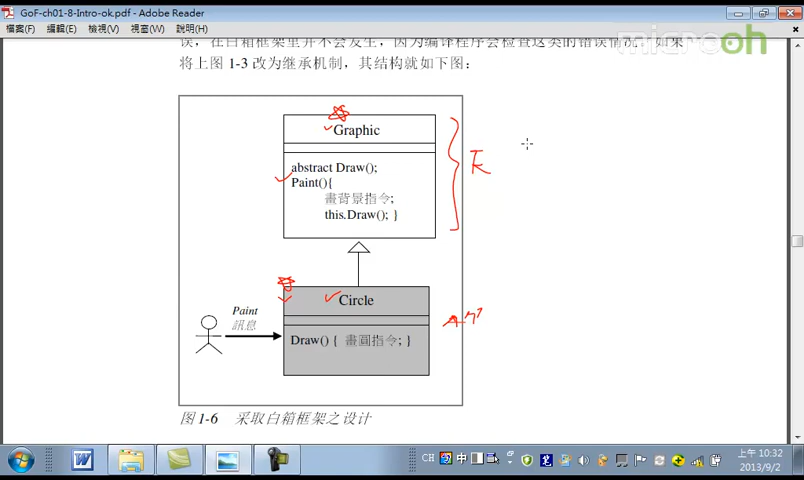 GoF-ch01-8-Intro-ok.pdf - Adobe Reader
檔案(F) 編輯(E) 檢視(V) 視窗(W) 說明(H)
microoh
误，在白箱框架里并不会发生，因为编译程序会检查这类的错误情况。如果
将上图 1-3 改为继承机制，其结构就如下图：
Graphic
abstract Draw();
Paint(){
畫背景指令;
this.Draw(); }
Circle
Paint
訊息
Draw() { 畫圓指令; }
图 1-6 采取白箱框架之设计
CH 中
上午 10:32
2013/9/2